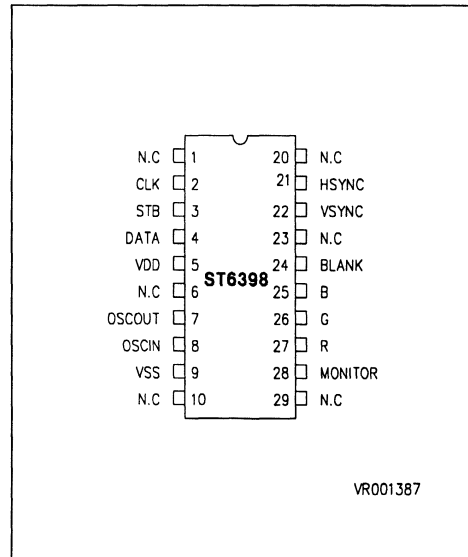 N.C 1 20 N.C
CLK 2 21 HSYNC
STB 3 22 VSYNC
DATA 4 23 N.C
VDD 5 24 BLANK
ST6398
N.C 6 25 B
OSCOUT 7 26 G
OSCIN 8 27 R
VSS 9 28 MONITOR
N.C 10 29 N.C
VR001387